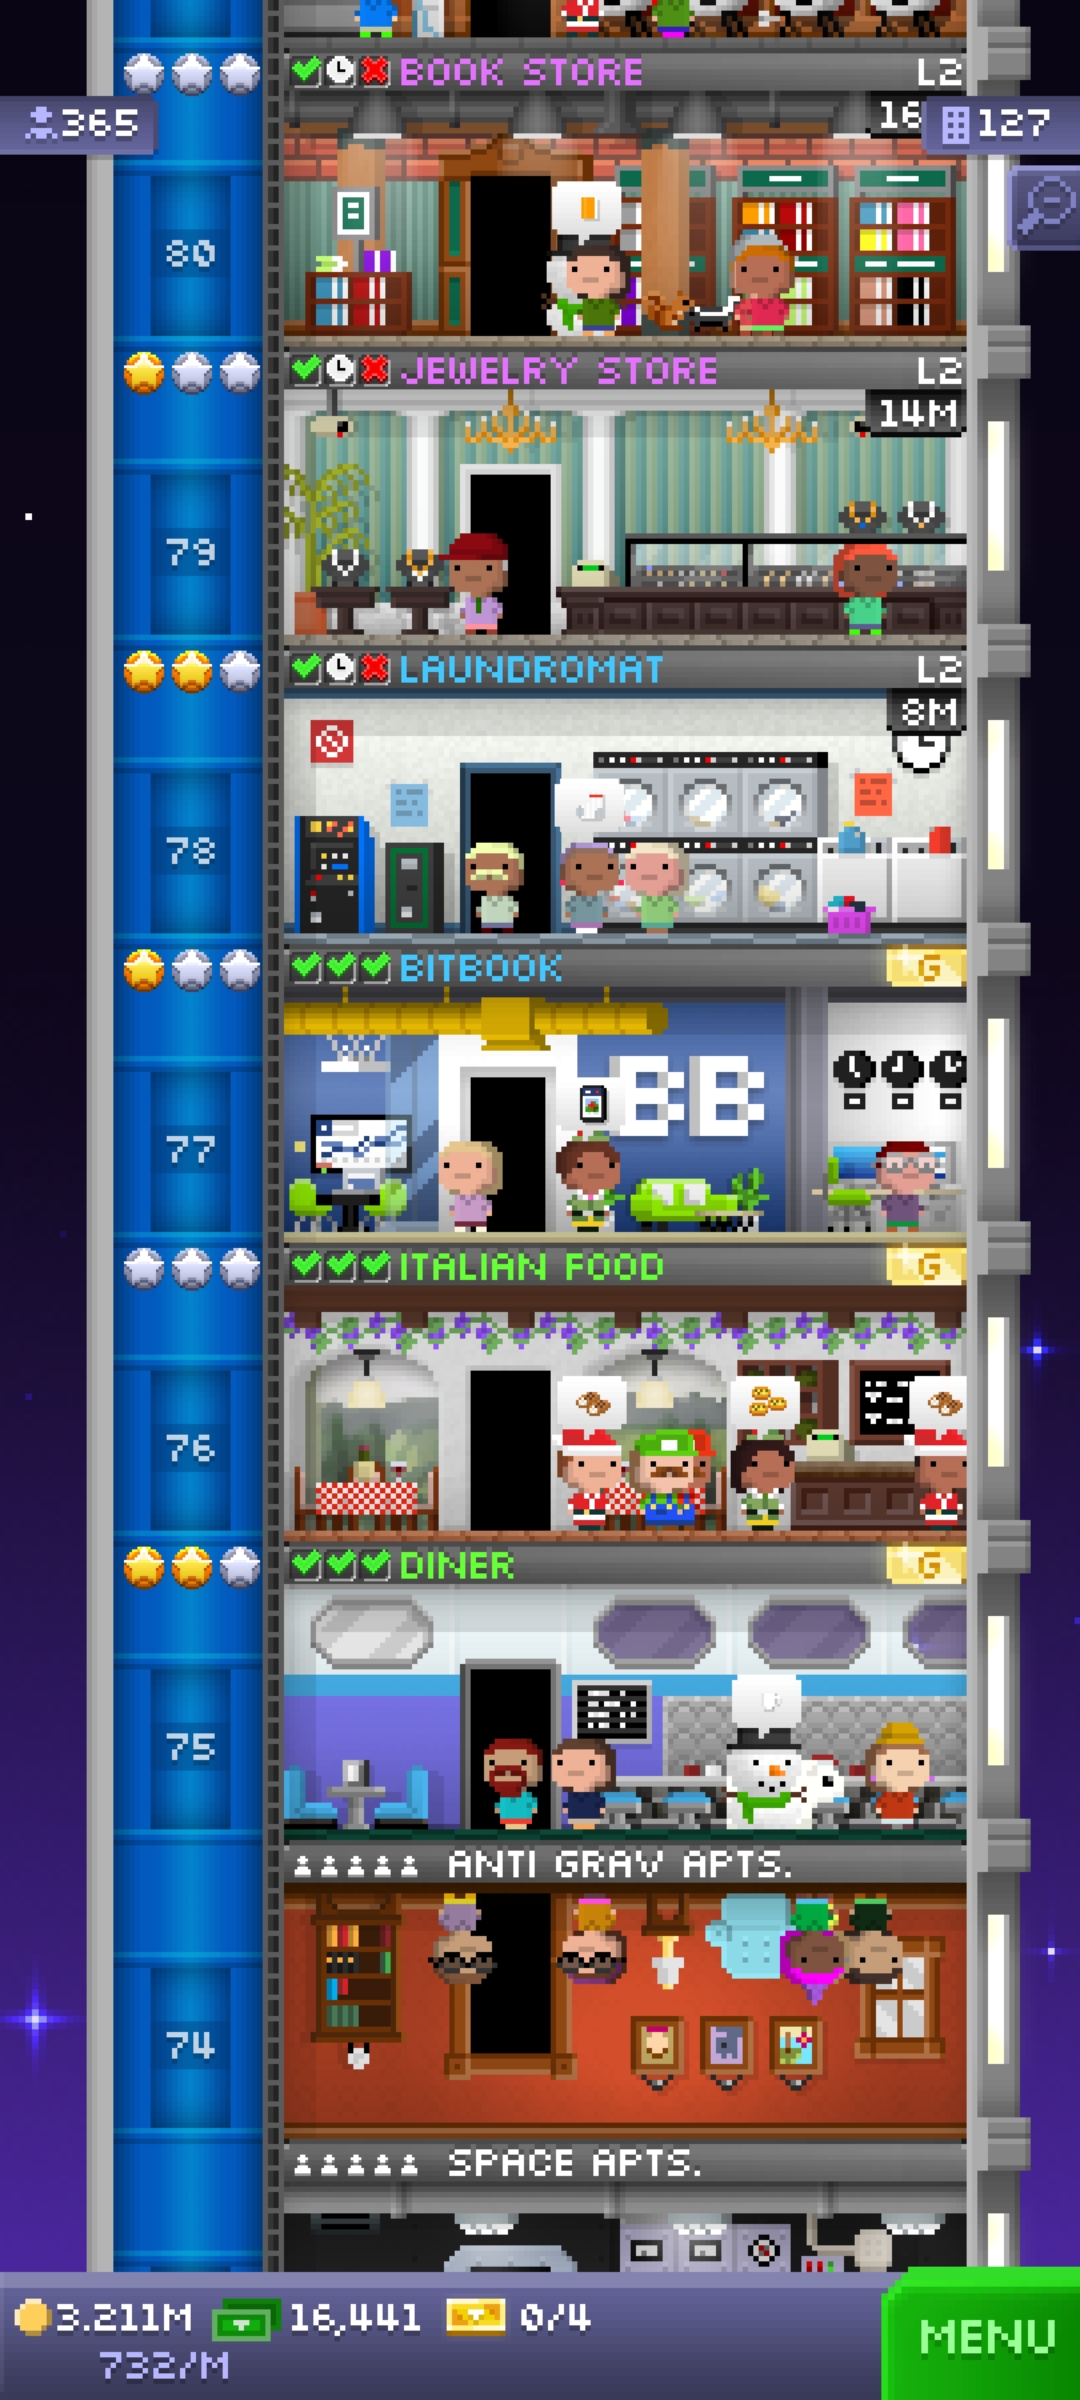 BOOK STORE L2
365
16
127
80
JEWELRY STORE L2
14M
79
LAUNDROMAT L2
8M
78
BITBOOK G
BB
77
ITALIAN FOOD G
76
DINER G
75
ANTI GRAV APTS.
74
SPACE APTS.
3.211M 16,441 0/4
732/M
MENU